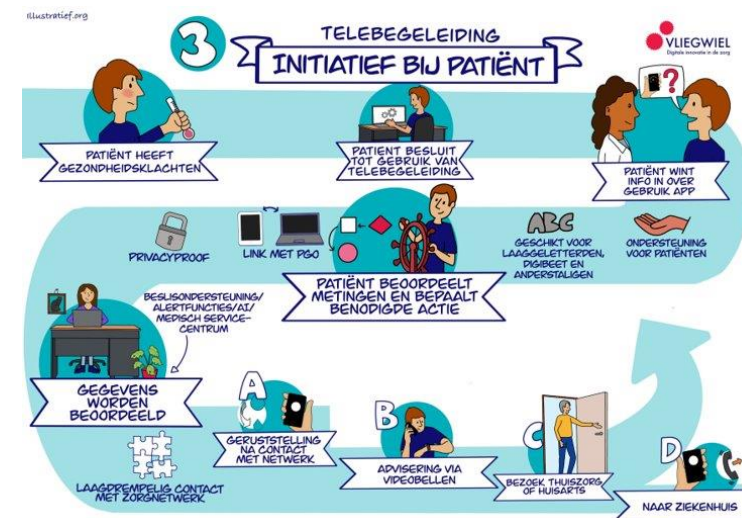 Illustratief.org
3
TELEBEGELEIDING
INITIATIEF BIJ PATIËNT
VLIEGWIEL
Digitale innovatie in de zorg
PATIËNT HEEFT
GEZONDHEIDSKLACHTEN
PATIENT BESLUIT
TOT GEBRUIK VAN
TELEBEGELEIDING
?
PATIËNT WINT
INFO IN OVER
GEBRUIK APP
PRIVACYPROOF
LINK MET PGO
PATIËNT BEOORDEELT
METINGEN EN BEPAALT
BENODIGDE ACTIE
ABC
GESCHIKT VOOR
LAAGGELETTERDEN,
DIGIBEET EN
ANDERSTALIGEN
ONDERSTEUNING
VOOR PATIËNTEN
BESLISONDERSTEUNING/
ALERTFUNCTIES/AI/
MEDISCH SERVICE-
CENTRUM
GEGEVENS
WORDEN
BEOORDEELD
LAAGDREMPELIG CONTACT
MET ZORGNETWERK
A
GERUSTSTELLING
NA CONTACT
MET NETWERK
B
ADVISERING VIA
VIDEOBELLEN
C
BEZOEK THUISZORG
OF HUISARTS
D
NAAR ZIEKENHUIS